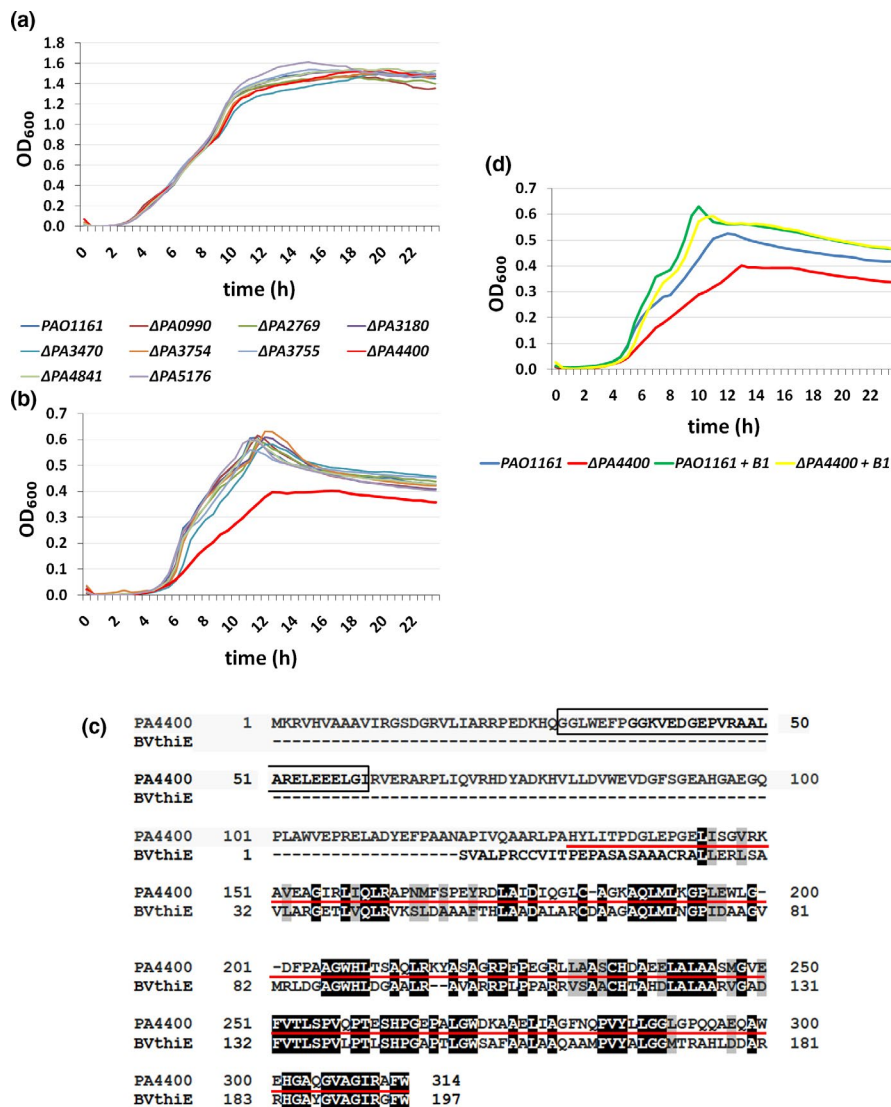 (a)
1.8
1.6
1.4
1.2
1.0
0.8
0.6
0.4
0.2
0.0
OD600
0 2 4 6 8 10 12 14 16 18 20 22
time (h)
PAO1161 ΔPA0990 ΔPA2769 ΔPA3180
ΔPA3470 ΔPA3754 ΔPA3755 ΔPA4400
ΔPA4841 ΔPA5176
(b)
0.7
0.6
0.5
0.4
0.3
0.2
0.1
0.0
OD600
0 2 4 6 8 10 12 14 16 18 20 22
time (h)
(d)
0.7
0.6
0.5
0.4
0.3
0.2
0.1
0.0
OD600
0 2 4 6 8 10 12 14 16 18 20 22
time (h)
PAO1161 ΔPA4400 PAO1161 + B1 ΔPA4400 + B1
(c)
PA4400 1 MKRVHVAAAVIRGSDGRVLIARRPEDKHQGGLWEFPGGKVEDGEPVRAAL 50
BVthiE --------------------------------------------------
PA4400 51 ARELEEELGIRVERARPLIQVRHDYADKHVLLDVWEVDGFSGEAHGAEGQ 100
BVthiE --------------------------------------------------
PA4400 101 PLAWVEPRELADYEFPAANAPIVQAARLPAHYLITPDGLEPGELISGVRK
BVthiE 1 -------------------SVALPRCCVITPEPASASAAACRALLERLSA
PA4400 151 AVEAGIRLIQLRAPNMFSPEYRDLAIDIQGLC-AGKAQLMLKGPLEWLG- 200
BVthiE 32 VLARGETLVQLRVKSLDAAAFTHLAADALARCDAAGAQLMLNGPIDAAGV 81
PA4400 201 -DFPAAGWHLTSAQLRKYASAGRPFPEGRLLAASCHDAEELALAASMGVE 250
BVthiE 82 MRLDGAGWHLDGAALR--AVARRPLPPARRVSAACHTAHDLALAARVGAD 131
PA4400 251 FVTLSPVQPTESHPGEPALGWDKAAELIAGFNQPVYLLGGLGPQQAEQAW 300
BVthiE 132 FVTLSPVLPTLSHPGAPTLGWSAFAALAAQAAMPVYALGGMTRAHLDDAR 181
PA4400 300 EHGAQGVAGIRAFW 314
BVthiE 183 RHGAYGVAGIRGFW 197